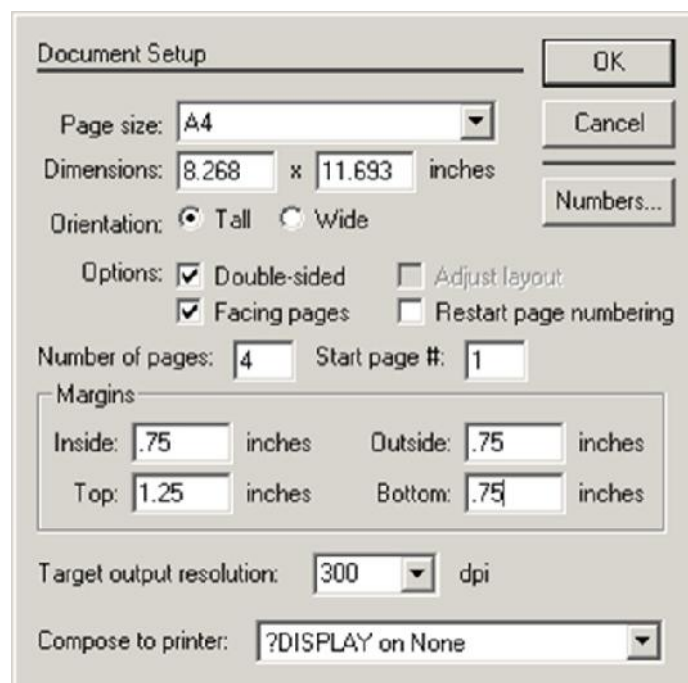 Document Setup OK
Page size: A4 Cancel
Dimensions: 8.268 x 11.693 inches
Numbers...
Orientation: Tall Wide
Options: Double-sided Adjust layout
Facing pages Restart page numbering
Number of pages: 4 Start page #: 1
Margins
Inside: .75 inches Outside: .75 inches
Top: 1.25 inches Bottom: .75 inches
Target output resolution: 300 dpi
Compose to printer: ?DISPLAY on None